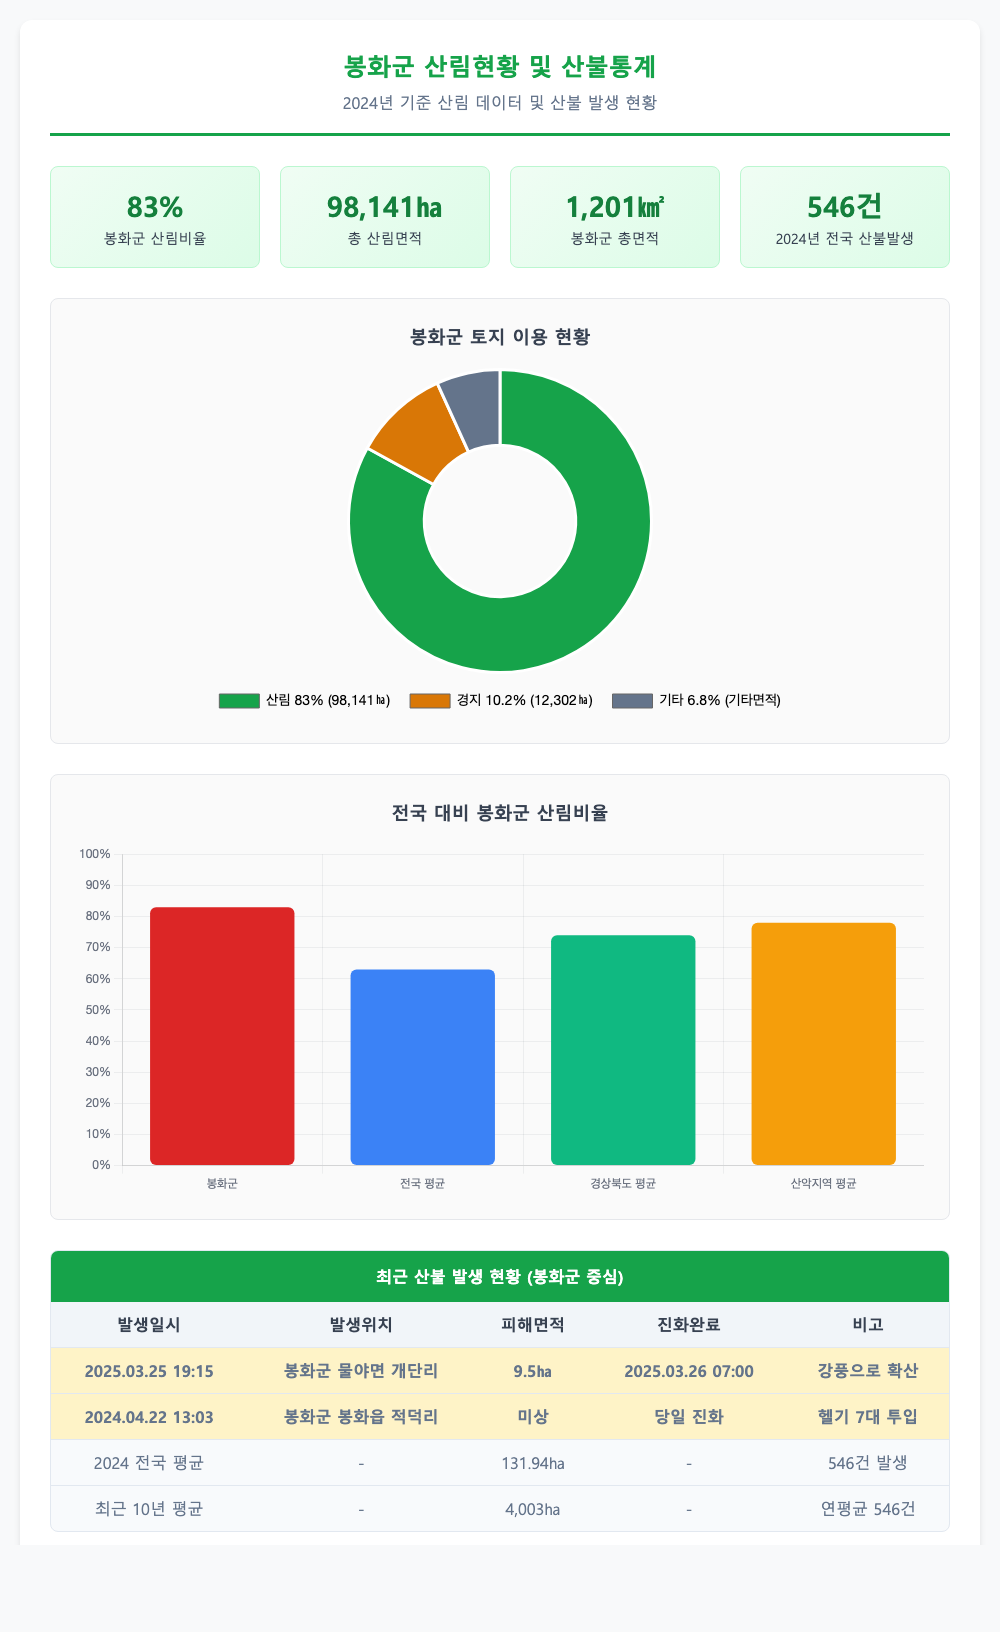 봉화군 산림현황 및 산불통계
2024년 기준 산림 데이터 및 산불 발생 현황
83%
봉화군 산림비율
98,141ha
총 산림면적
1,201㎢
봉화군 총면적
546건
2024년 전국 산불발생
봉화군 토지 이용 현황
산림 83% (98,141㏊)
경지 10.2% (12,302㏊)
기타 6.8% (기타면적)
전국 대비 봉화군 산림비율
100%
90%
80%
70%
60%
50%
40%
30%
20%
10%
0%
봉화군
전국 평균
경상북도 평균
산악지역 평균
최근 산불 발생 현황 (봉화군 중심)
발생일시 발생위치 피해면적 진화완료 비고
2025.03.25 19:15 봉화군 물야면 개단리 9.5㏊ 2025.03.26 07:00 강풍으로 확산
2024.04.22 13:03 봉화군 봉화읍 적덕리 미상 당일 진화 헬기 7대 투입
2024 전국 평균 - 131.94ha - 546건 발생
최근 10년 평균 - 4,003ha - 연평균 546건